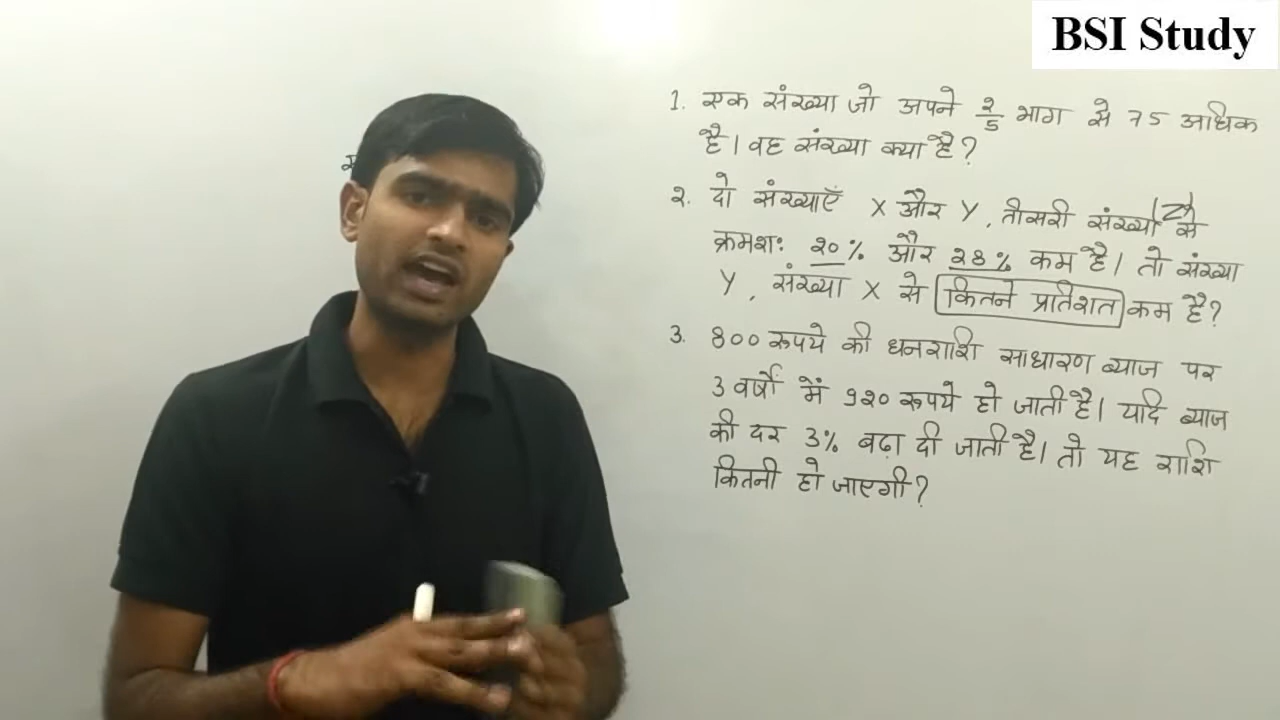 BSI Study
1. एक संख्या जो अपने 2/5 भाग से 75 अधिक
है। वह संख्या क्या है?
2. दो संख्याएँ X और Y, तीसरी संख्या (Z) से
क्रमशः 20% और 28% कम है। तो संख्या
Y, संख्या X से कितने प्रतिशत कम है?
3. 800 रूपये की धनराशि साधारण ब्याज पर
3 वर्षों में 920 रूपये हो जाती है। यदि ब्याज
की दर 3% बढ़ा दी जाती है। तो यह राशि
कितनी हो जाएगी?